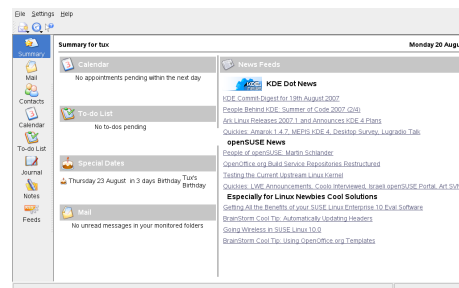 File Settings Help
Summary
Mail
Contacts
Calendar
To-do List
Journal
Notes
Feeds
Summary for tux
Monday 20 Augu
Calendar
No appointments pending within the next day
To-do List
No to-dos pending
Special Dates
Thursday 23 August in 3 days Birthday Tux's
Birthday
Mail
No unread messages in your monitored folders
News Feeds
KDE Dot News
KDE Commit-Digest for 19th August 2007
People Behind KDE: Summer of Code 2007 (2/4)
Ark Linux Releases 2007.1 and Announces KDE 4 Plans
Quickies: Amarok 1.4.7, MEPIS KDE 4, Desktop Survey, Lugradio Talk
openSUSE News
People of openSUSE: Martin Schlander
OpenOffice.org Build Service Repositories Restructured
Testing the Current Upstream Linux Kernel
Quickies: LWE Announcements, Coolo Interviewed, Israeli openSUSE Portal, Art SVN
Especially for Linux Newbies Cool Solutions
Getting All the Benefits of your SUSE Linux Enterprise 10 Eval Software
BrainStorm Cool Tip: Automatically Updating Headers
Going Wireless in SUSE Linux 10.0
BrainStorm Cool Tip: Using OpenOffice.org Templates